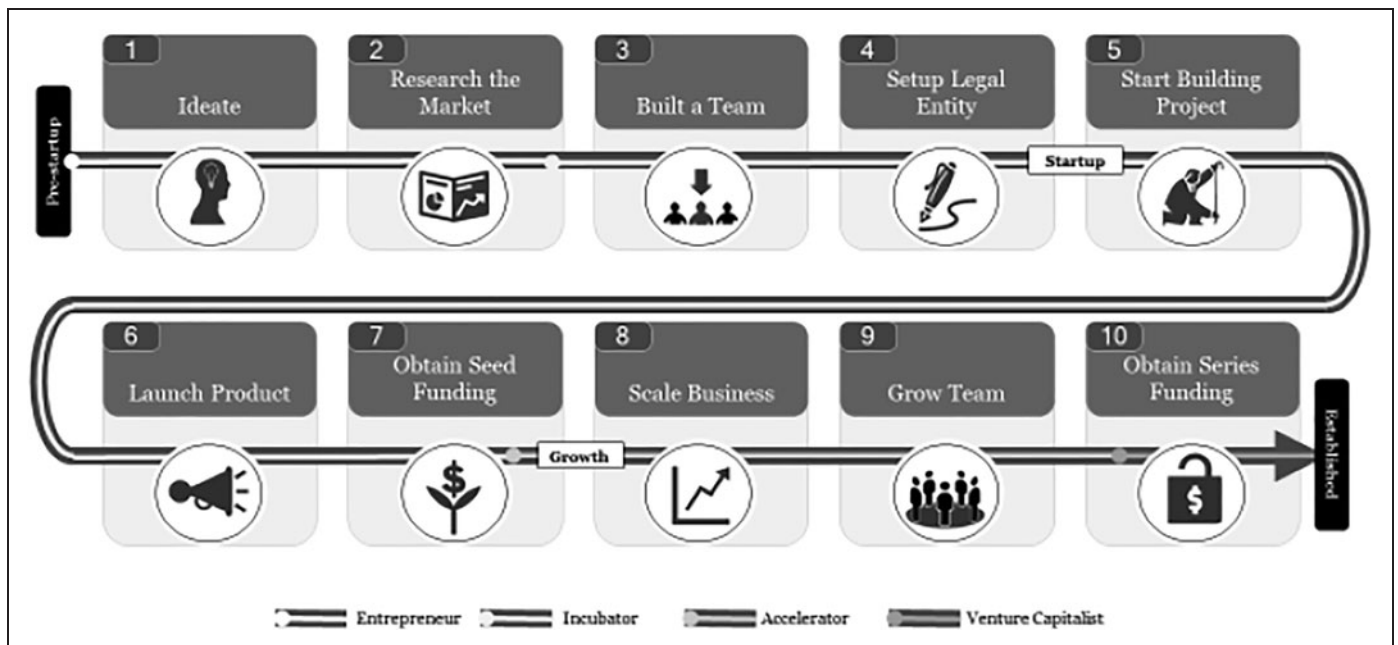 Pre-startup
1
Ideate
2
Research the
Market
3
Built a Team
4
Setup Legal
Entity
5
Start Building
Project
Startup
6
Launch Product
7
Obtain Seed
Funding
Growth
8
Scale Business
9
Grow Team
10
Obtain Series
Funding
Established
$
$
Entrepreneur
Incubator
Accelerator
Venture Capitalist